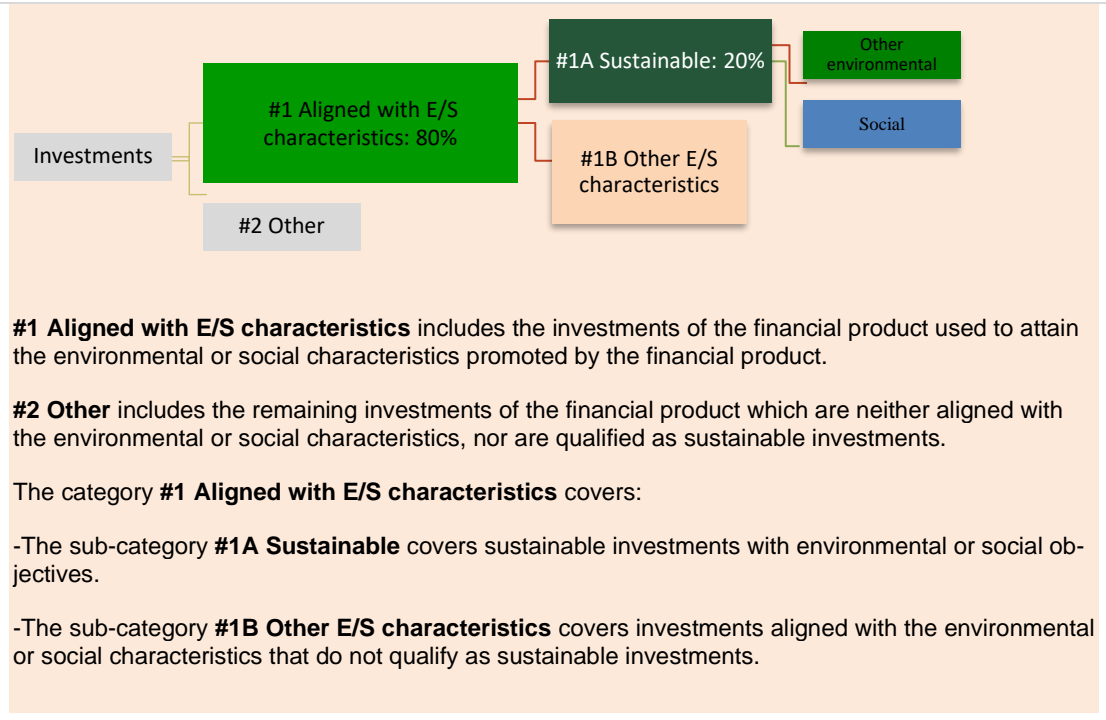 Investments
#1 Aligned with E/S
characteristics: 80%
#2 Other
#1A Sustainable: 20%
#1B Other E/S
characteristics
Other
environmental
Social
#1 Aligned with E/S characteristics includes the investments of the financial product used to attain
the environmental or social characteristics promoted by the financial product.
#2 Other includes the remaining investments of the financial product which are neither aligned with
the environmental or social characteristics, nor are qualified as sustainable investments.
The category #1 Aligned with E/S characteristics covers:
-The sub-category #1A Sustainable covers sustainable investments with environmental or social ob-
jectives.
-The sub-category #1B Other E/S characteristics covers investments aligned with the environmental
or social characteristics that do not qualify as sustainable investments.